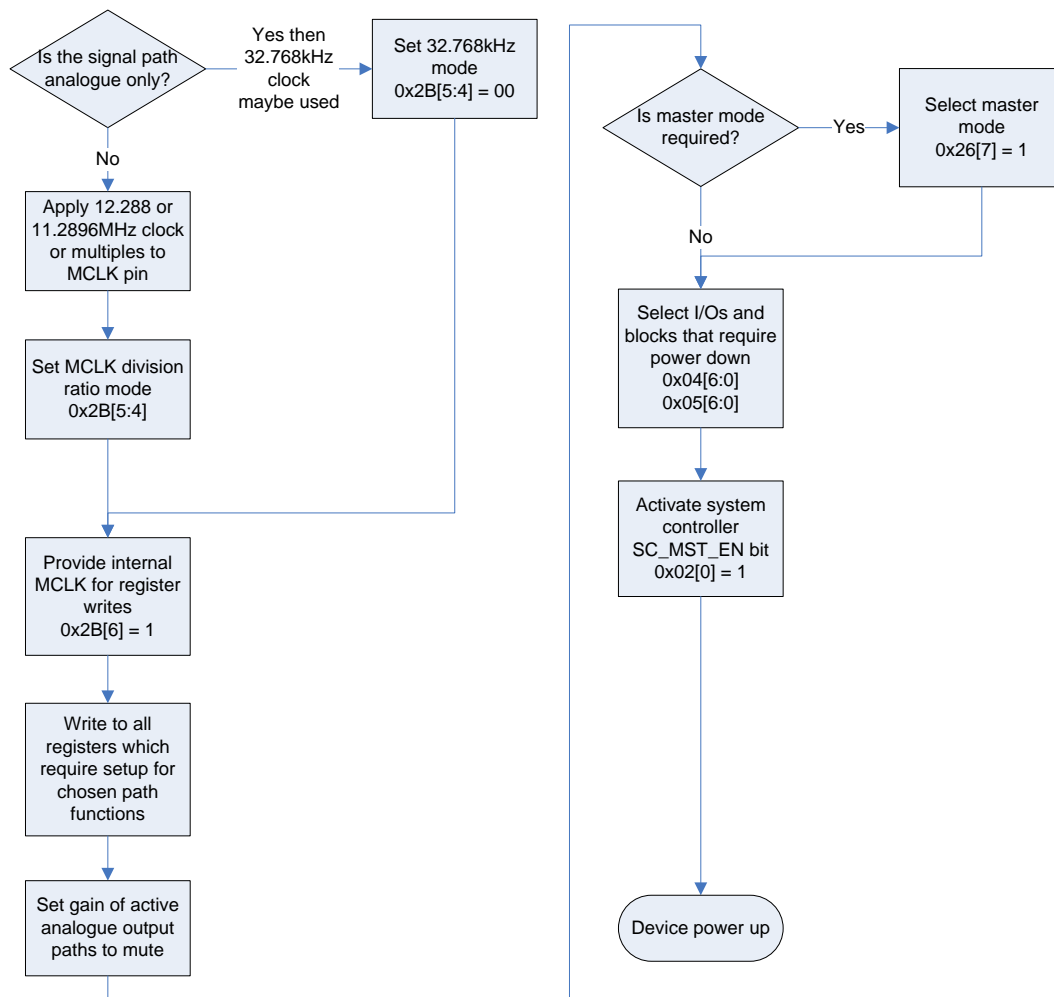 Is the signal path
analogue only?
Yes then
32.768kHz
clock
maybe used
Set 32.768kHz
mode
0x2B[5:4] = 00
No
Apply 12.288 or
11.2896MHz clock
or multiples to
MCLK pin
Set MCLK division
ratio mode
0x2B[5:4]
Provide internal
MCLK for register
writes
0x2B[6] = 1
Write to all
registers which
require setup for
chosen path
functions
Set gain of active
analogue output
paths to mute
Is master mode
required?
Yes
Select master
mode
0x26[7] = 1
No
Select I/Os and
blocks that require
power down
0x04[6:0]
0x05[6:0]
Activate system
controller
SC_MST_EN bit
0x02[0] = 1
Device power up